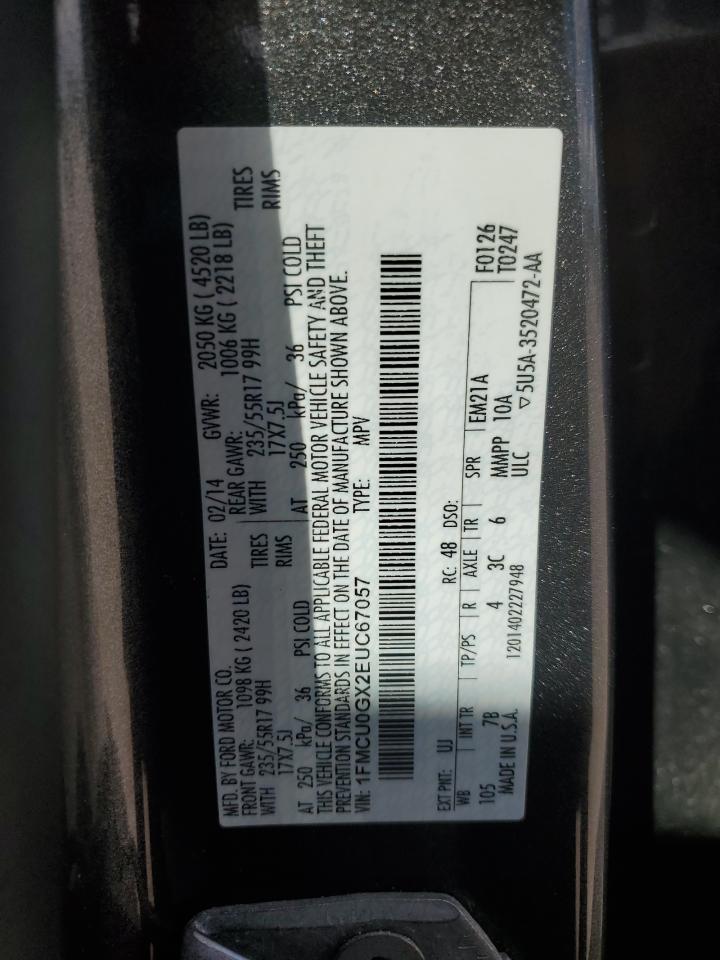 MFD. BY FORD MOTOR CO.
DATE: 02/14 GVWR: 2050 KG ( 4520 LB)
FRONT GAWR: 1098 KG ( 2420 LB) REAR GAWR: 1006 KG ( 2218 LB)
WITH 235/55R17 99H TIRES WITH 235/55R17 99H TIRES
17X7.5J RIMS 17X7.5J RIMS
AT 250 kPa/ 36 PSI COLD AT 250 kPa/ 36 PSI COLD
THIS VEHICLE CONFORMS TO ALL APPLICABLE FEDERAL MOTOR VEHICLE SAFETY AND THEFT
PREVENTION STANDARDS IN EFFECT ON THE DATE OF MANUFACTURE SHOWN ABOVE.
VIN: 1FMCU0GX2EUC67057 TYPE: MPV
EXT PNT: UJ RC: 48 DSO:
WB INT TR TP/PS R AXLE TR SPR EM21A F0126
105 7B 4 3C 6 MMPP 10A T0247
MADE IN U.S.A. 1201402227948 ULC
▽ 5U5A-3520472-AA